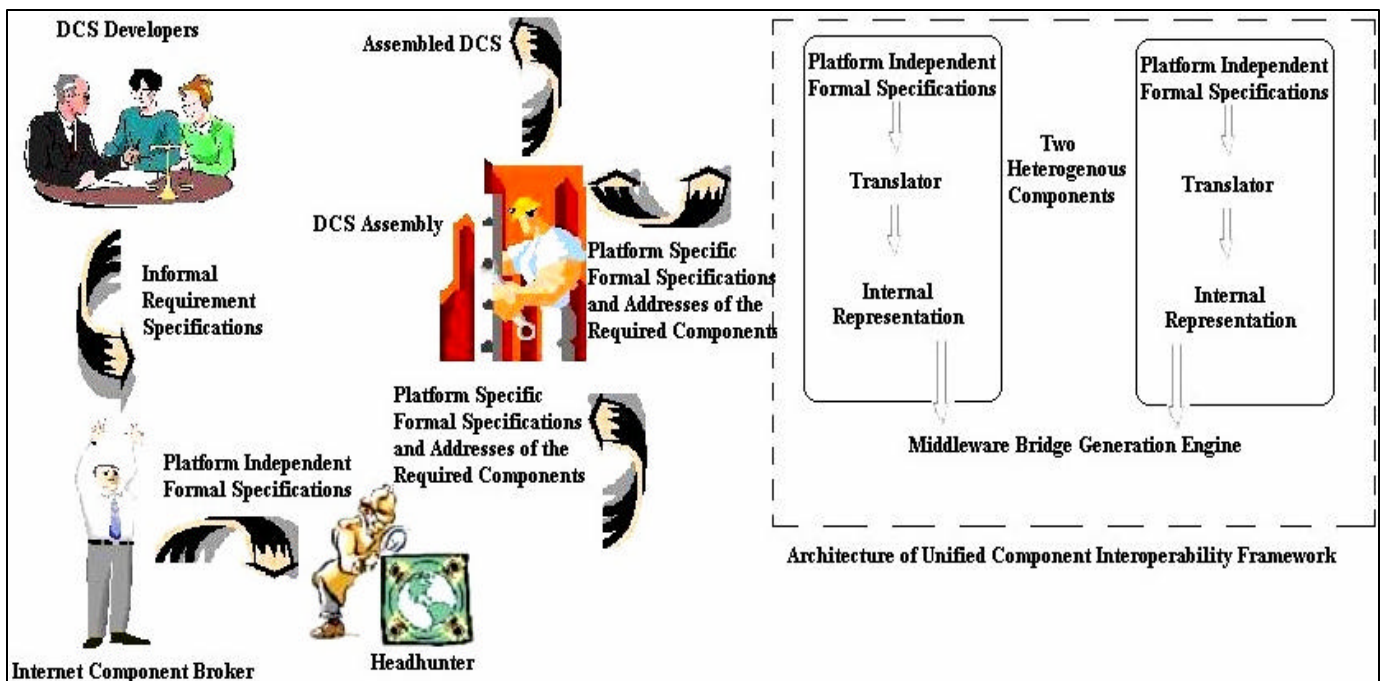 DCS Developers
Informal
Requirement
Specifications
Platform Independent
Formal Specifications
Internet Component Broker
Headhunter
Platform Specific
Formal Specifications
and Addresses of the
Required Components
Assembled DCS
DCS Assembly
Platform Specific
Formal Specifications
and Addresses of the
Required Components
Platform Independent
Formal Specifications
Translator
Internal
Representation
Two
Heterogenous
Components
Platform Independent
Formal Specifications
Translator
Internal
Representation
Middleware Bridge Generation Engine
Architecture of Unified Component Interoperability Framework